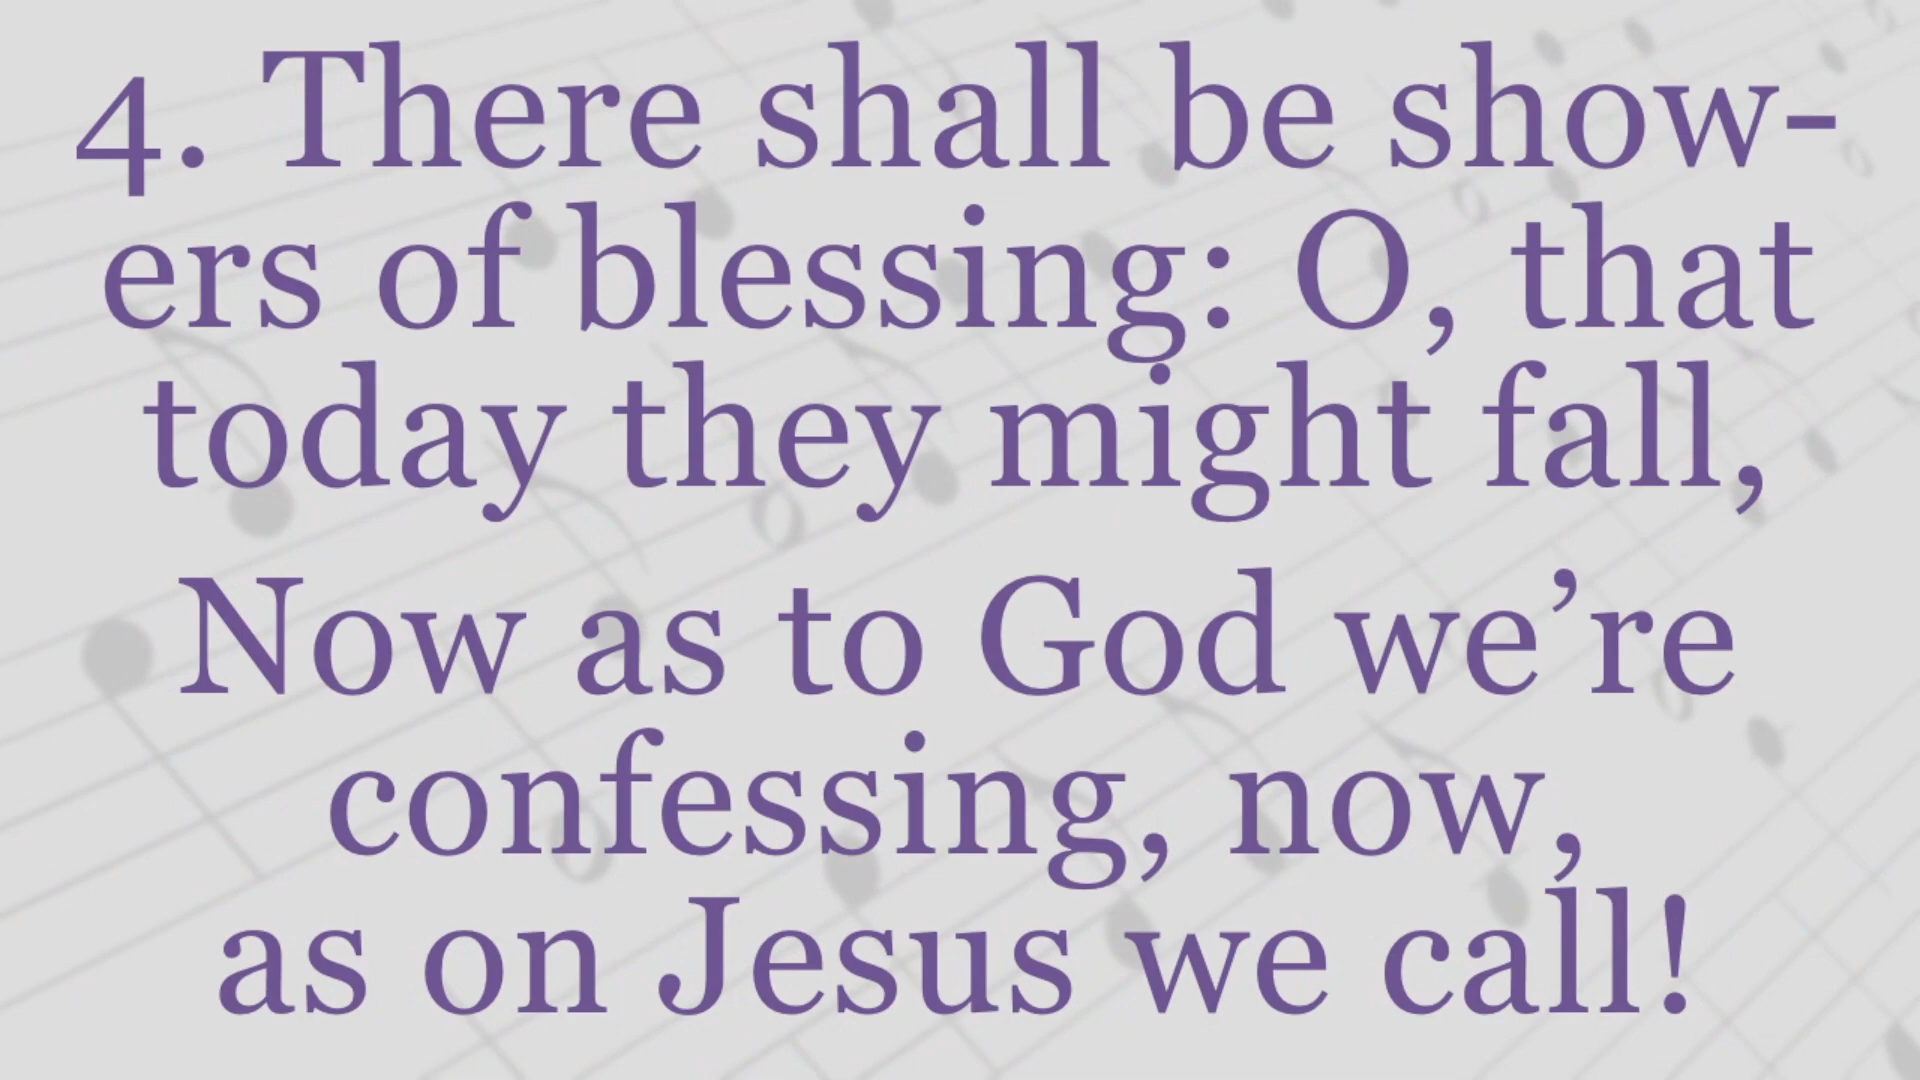 4. There shall be show-
ers of blessing: O, that
today they might fall,
Now as to God we’re
confessing, now,
as on Jesus we call!